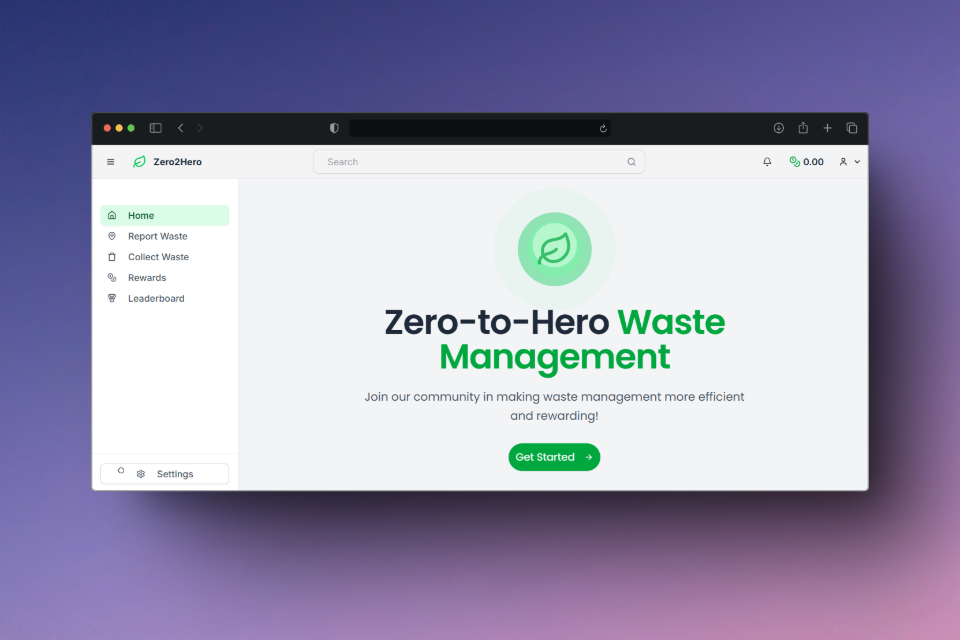 Zero2Hero
Search
0.00
Home
Report Waste
Collect Waste
Rewards
Leaderboard
Settings
Zero-to-Hero Waste
Management
Join our community in making waste management more efficient
and rewarding!
Get Started